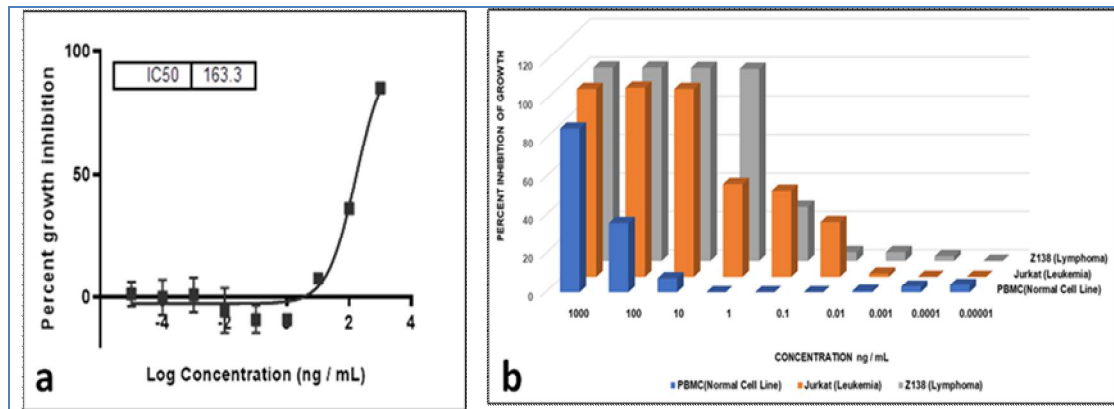 100
IC50 163.3
50
0
-4 -2 0 2 4
Percent growth inhibition
Log Concentration (ng / mL)
a
120
100
80
60
40
20
0
PERCENT INHIBITION OF GROWTH
Z138 (Lymphoma)
Jurkat (Leukemia)
PBMC(Normal Cell Line)
1000 100 10 1 0.1 0.01 0.001 0.0001 0.00001
CONCENTRATION ng / mL
PBMC(Normal Cell Line) Jurkat (Leukemia) Z138 (Lymphoma)
b